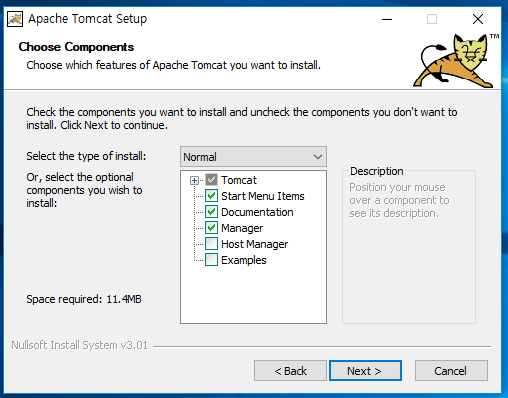 Apache Tomcat Setup
TM
Choose Components
Choose which features of Apache Tomcat you want to install.
Check the components you want to install and uncheck the components you don't want to
install. Click Next to continue.
Select the type of install:
Normal
Or, select the optional
components you wish to
install:
Tomcat
Start Menu Items
Documentation
Manager
Host Manager
Examples
Description
Position your mouse
over a component to
see its description.
Space required: 11.4MB
Nullsoft Install System v3.01
< Back
Next >
Cancel